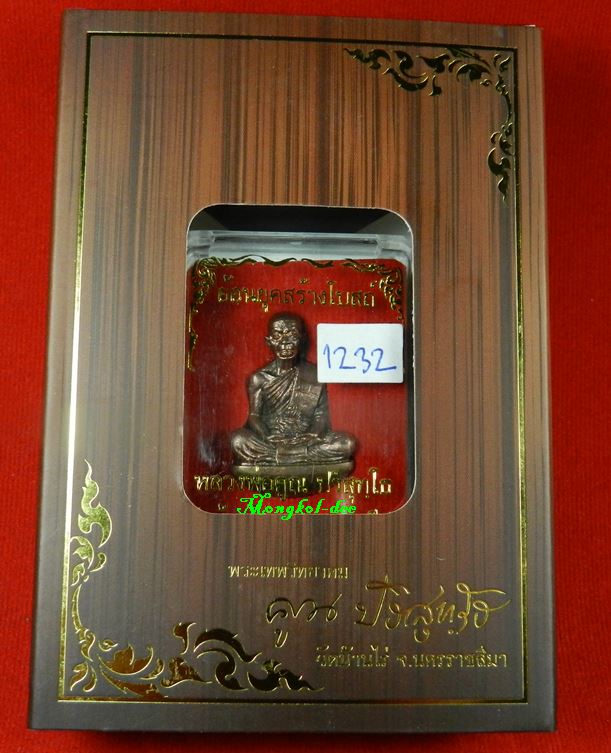 ย้อนยุคสร้างโบสถ์
1232
หลวงพ่อคูณ ปริสุทฺโธ
Mongkol-dee
พระเทพวิทยาคม
คูณ ปริสุทฺโธ
วัดบ้านไร่ จ.นครราชสีมา